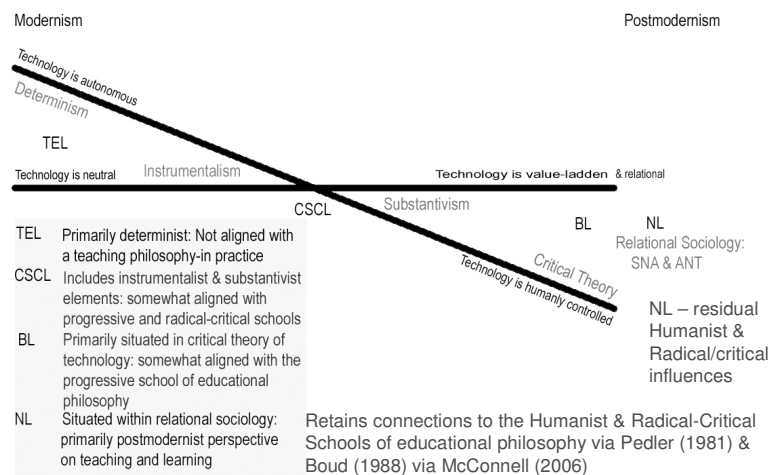 Modernism
Postmodernism
Technology is autonomous
Determinism
TEL
Technology is neutral
Instrumentalism
Technology is value-ladden & relational
CSCL
Substantivism
BL
NL
Relational Sociology:
SNA & ANT
Critical Theory
Technology is humanly controlled
NL – residual
Humanist &
Radical/critical
influences
TEL Primarily determinist: Not aligned with
a teaching philosophy-in practice
CSCL Includes instrumentalist & substantivist
elements: somewhat aligned with
progressive and radical-critical schools
BL Primarily situated in critical theory of
technology: somewhat aligned with the
progressive school of educational
philosophy
NL Situated within relational sociology:
primarily postmodernist perspective
on teaching and learning
Retains connections to the Humanist & Radical-Critical
Schools of educational philosophy via Pedler (1981) &
Boud (1988) via McConnell (2006)